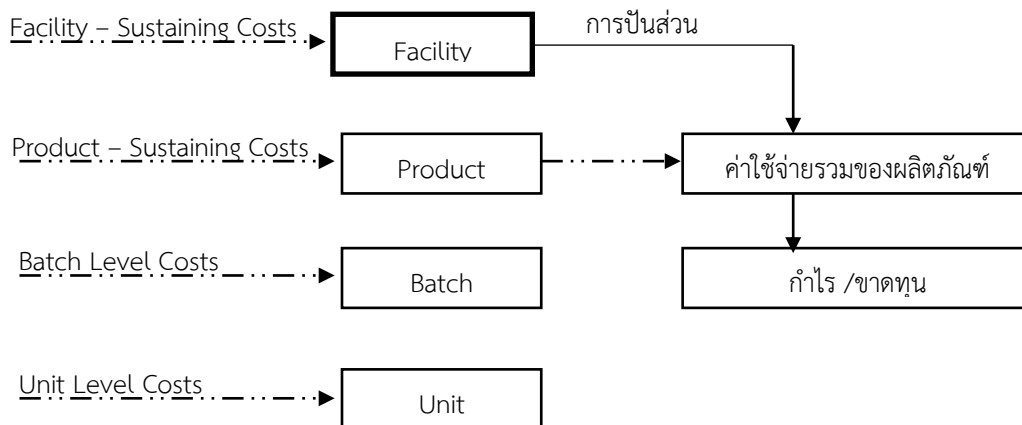 Facility – Sustaining Costs
Facility
การปันส่วน
Product – Sustaining Costs
Product
ค่าใช้จ่ายรวมของผลิตภัณฑ์
Batch Level Costs
Batch
กำไร /ขาดทุน
Unit Level Costs
Unit